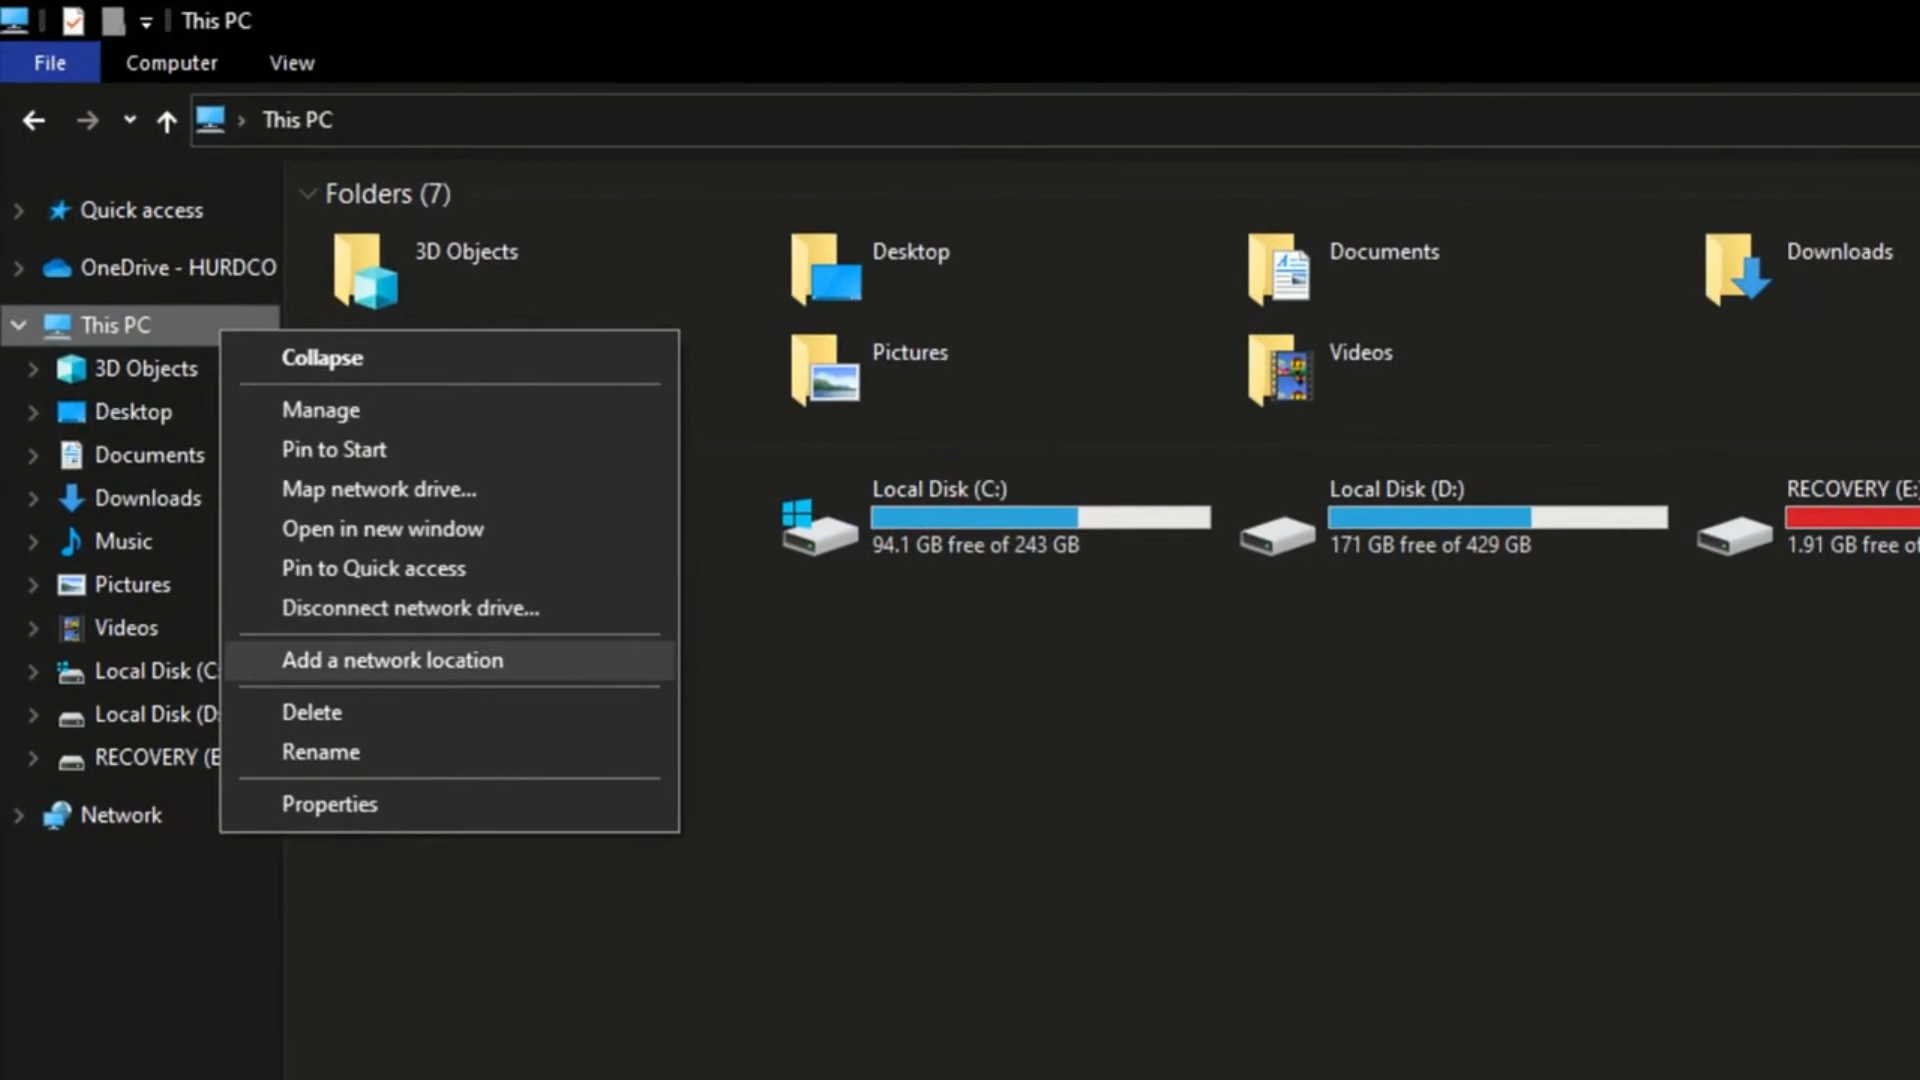 This PC
File
Computer
View
This PC
Quick access
OneDrive - HURDCO
This PC
3D Objects
Desktop
Documents
Downloads
Music
Pictures
Videos
Local Disk (C:
Local Disk (D:
RECOVERY (E
Network
Collapse
Manage
Pin to Start
Map network drive...
Open in new window
Pin to Quick access
Disconnect network drive...
Add a network location
Delete
Rename
Properties
Folders (7)
3D Objects
Desktop
Documents
Downloads
Pictures
Videos
Local Disk (C:)
94.1 GB free of 243 GB
Local Disk (D:)
171 GB free of 429 GB
RECOVERY (E:
1.91 GB free of